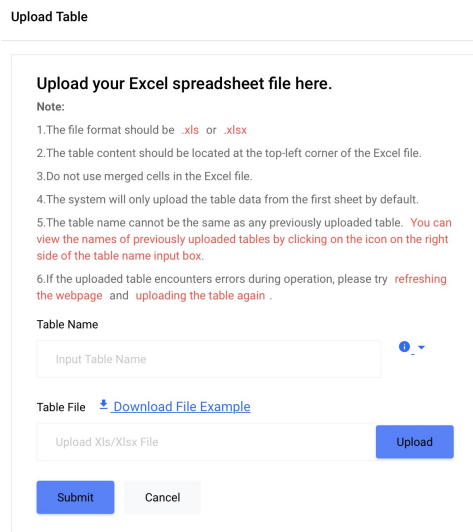 Upload Table
Upload your Excel spreadsheet file here.
Note:
1.The file format should be .xls or .xlsx
2.The table content should be located at the top-left corner of the Excel file.
3.Do not use merged cells in the Excel file.
4.The system will only upload the table data from the first sheet by default.
5.The table name cannot be the same as any previously uploaded table. You can
view the names of previously uploaded tables by clicking on the icon on the right
side of the table name input box.
6.If the uploaded table encounters errors during operation, please try refreshing
the webpage and uploading the table again .
Table Name
Input Table Name
Table File Download File Example
Upload Xls/Xlsx File Upload
Submit Cancel